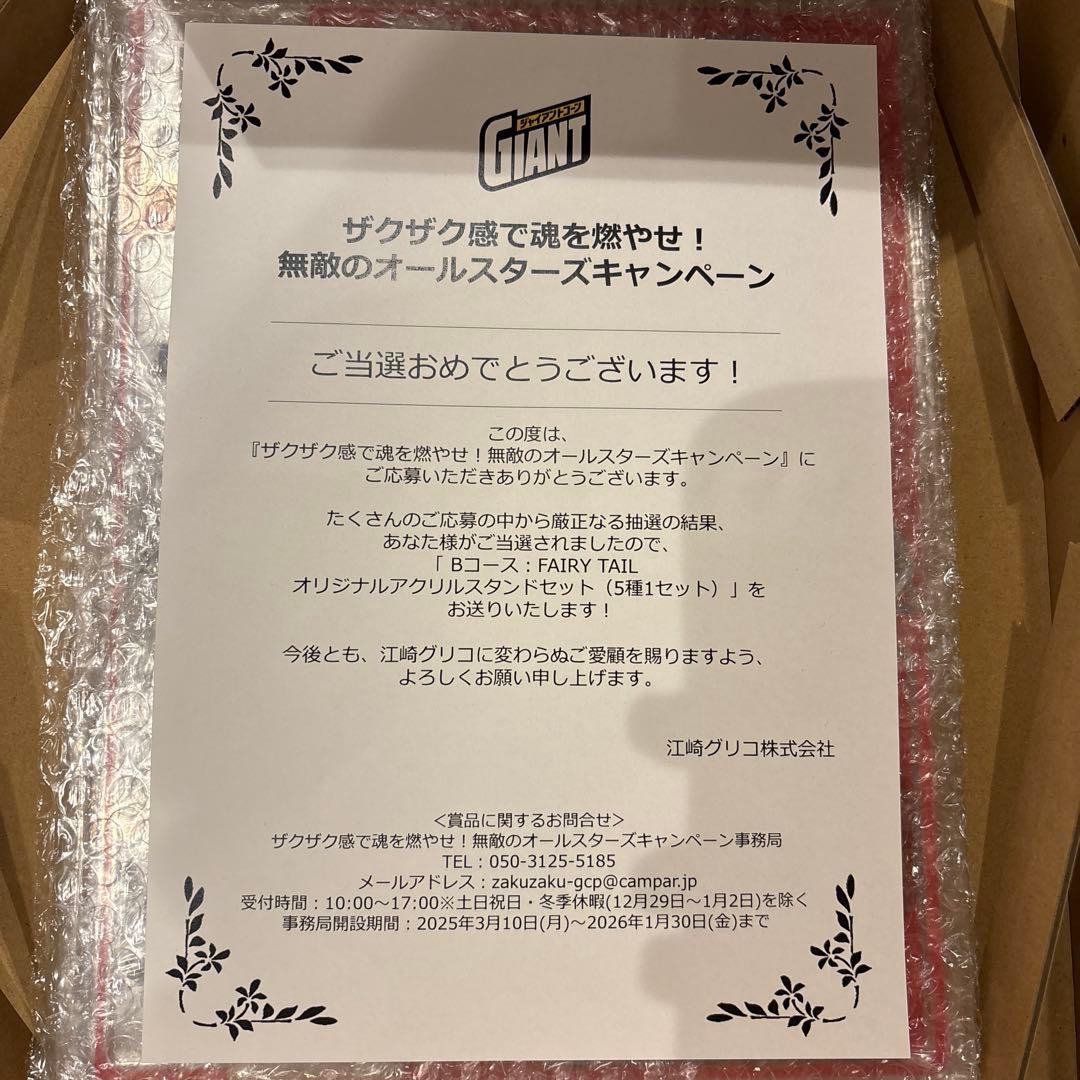 ジャイアントコーン
GIANT
ザクザク感で魂を燃やせ！
無敵のオールスターズキャンペーン
ご当選おめでとうございます！
この度は、
『ザクザク感で魂を燃やせ！無敵のオールスターズキャンペーン』に
ご応募いただきありがとうございます。
たくさんのご応募の中から厳正なる抽選の結果、
あなた様がご当選されましたので、
「 Bコース：FAIRY TAIL
オリジナルアクリルスタンドセット（5種1セット）」を
お送りいたします！
今後とも、江崎グリコに変わらぬご愛顧を賜りますよう、
よろしくお願い申し上げます。
江崎グリコ株式会社
＜賞品に関するお問合せ＞
ザクザク感で魂を燃やせ！無敵のオールスターズキャンペーン事務局
TEL：050-3125-5185
メールアドレス：zakuzaku-gcp@campar.jp
受付時間：10:00～17:00※土日祝日・冬季休暇(12月29日～1月2日)を除く
事務局開設期間：2025年3月10日(月)～2026年1月30日(金)まで